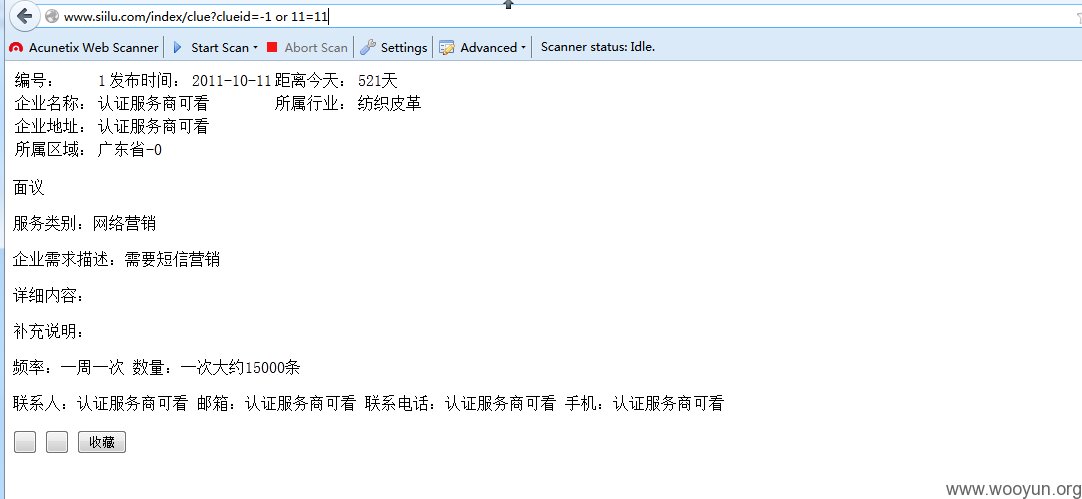 www.siilu.com/index/clue?clueid=-1 or 11=11
Acunetix Web Scanner Start Scan Abort Scan Settings Advanced Scanner status: Idle.
编号： 1 发布时间： 2011-10-11 距离今天： 521天
企业名称： 认证服务商可看 所属行业： 纺织皮革
企业地址： 认证服务商可看
所属区域： 广东省-0
面议
服务类别：网络营销
企业需求描述：需要短信营销
详细内容：
补充说明：
频率：一周一次 数量：一次大约15000条
联系人：认证服务商可看 邮箱：认证服务商可看 联系电话：认证服务商可看 手机：认证服务商可看
收藏
www.wooyun.org